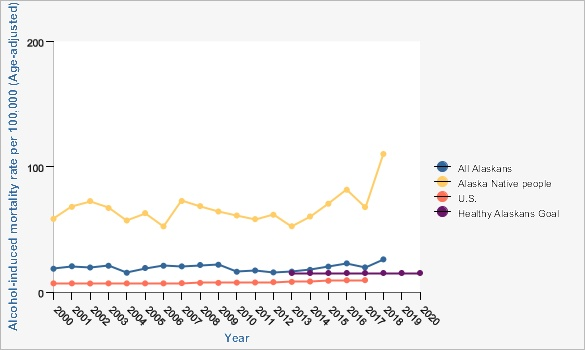 Alcohol-induced mortality rate per 100,000 (Age-adjusted)
200
100
0
2000 2001 2002 2003 2004 2005 2006 2007 2008 2009 2010 2011 2012 2013 2014 2015 2016 2017 2018 2019 2020
Year
All Alaskans
Alaska Native people
U.S.
Healthy Alaskans Goal